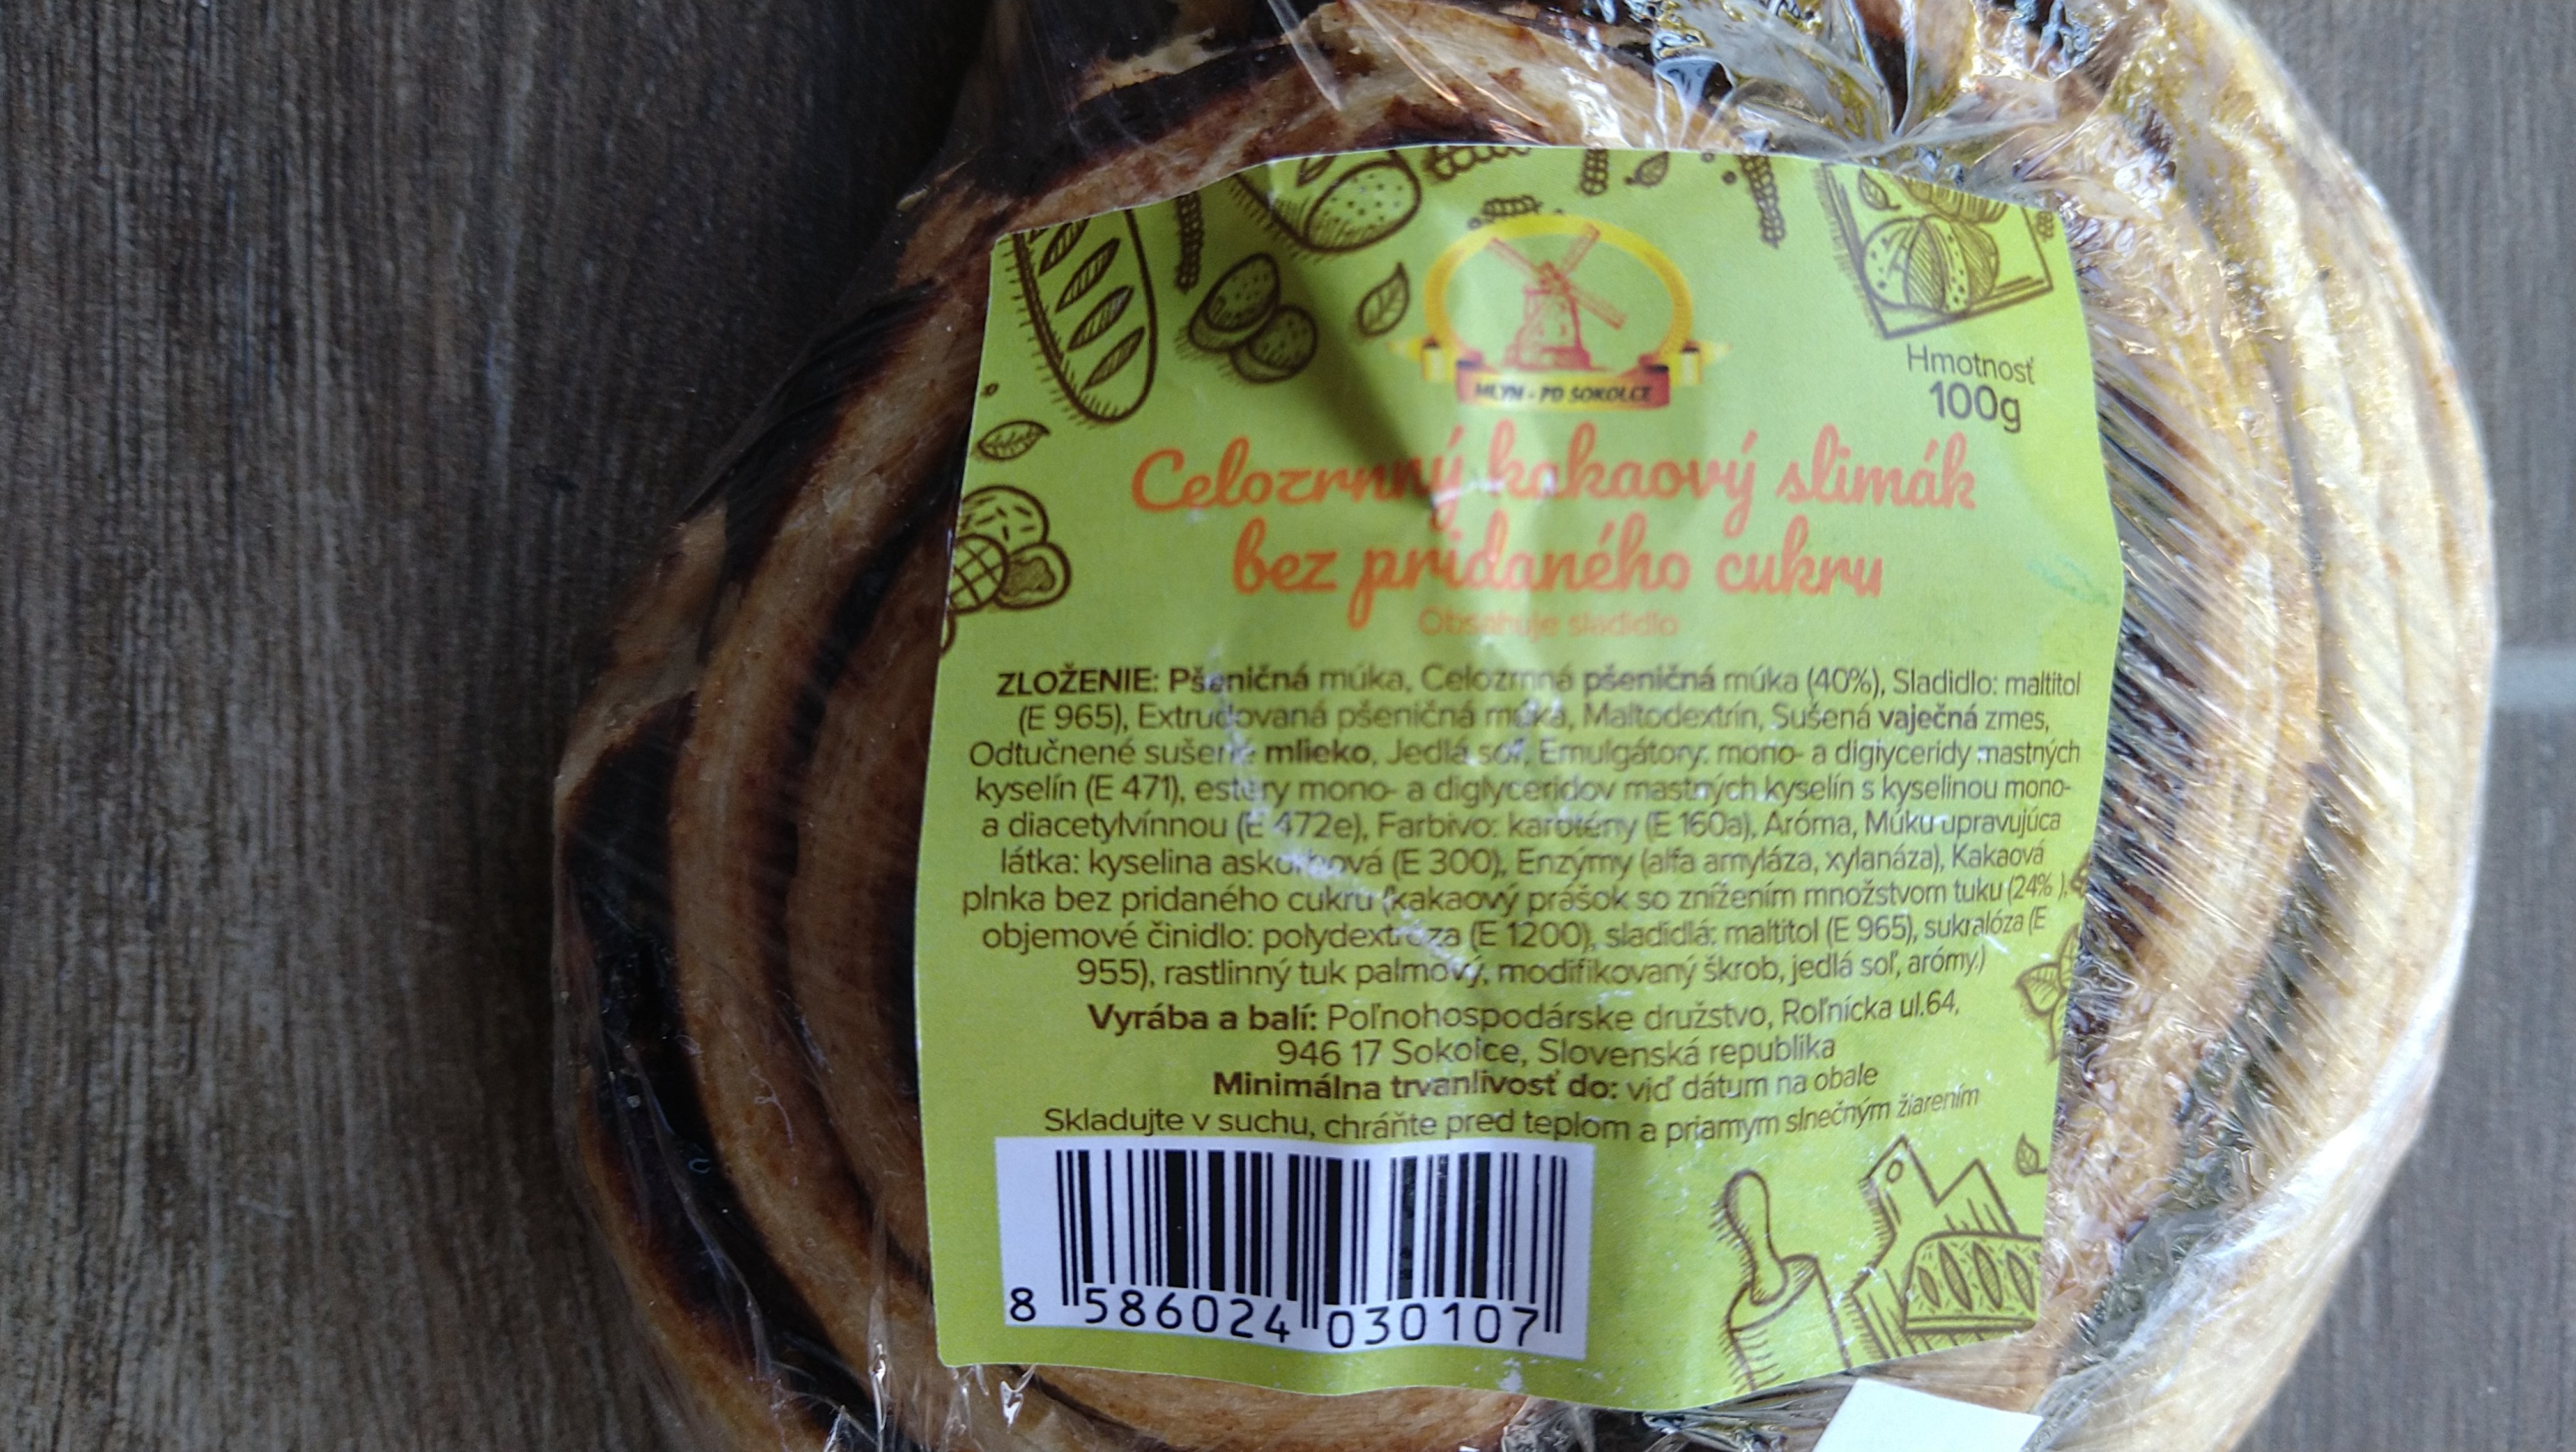 MLYN - PD SOKOLCE
Hmotnosť
100g
Celozrnný kakaový slimák
bez pridaného cukru
Obsahuje sladidlo
ZLOŽENIE: Pšeničná múka, Celozrnná pšeničná múka (40%), Sladidlo: maltitol
(E 965), Extrudovaná pšeničná múka, Maltodextrín, Sušená vaječná zmes,
Odtučnené sušené mlieko, Jedlá soľ, Emulgátory: mono- a diglyceridy mastných
kyselín (E 471), estery mono- a diglyceridov mastných kyselín s kyselinou mono-
a diacetylvínnou (E 472e), Farbivo: karotény (E 160a), Aróma, Múku upravujúca
látka: kyselina askorbová (E 300), Enzýmy (alfa amyláza, xylanáza), Kakaová
plnka bez pridaného cukru (kakaový prášok so znížením množstvom tuku (24% ),
objemové činidlo: polydextróza (E 1200), sladidlá: maltitol (E 965), sukralóza (E
955), rastlinný tuk palmový, modifikovaný škrob, jedlá soľ, arómy.)
Vyrába a balí: Poľnohospodárske družstvo, Roľnícka ul.64,
946 17 Sokolce, Slovenská republika
Minimálna trvanlivosť do: viď dátum na obale
Skladujte v suchu, chráňte pred teplom a priamym slnečným žiarením
8 586024 030107